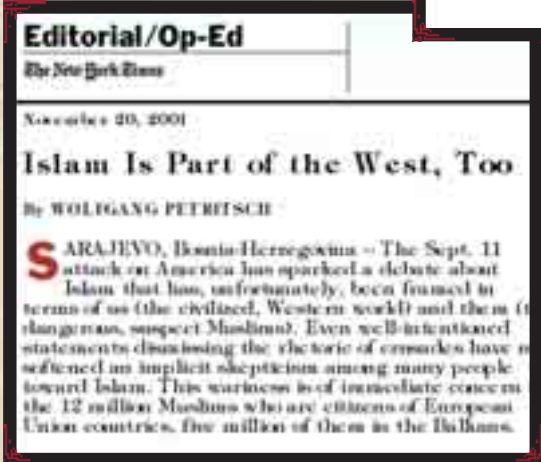 Editorial/Op-Ed
The New York Times
November 20, 2001
Islam Is Part of the West, Too
By WOLFGANG PETRITSCH
SARAJEVO, Bosnia-Herzegovina – The Sept. 11
attack on America has sparked a debate about
Islam that has, unfortunately, been framed in
terms of us (the civilized, Western world) and them (t
dangerous, suspect Muslims). Even well-intentioned
statements dismissing the rhetoric of crusades have n
softened an implicit skepticism among many people
toward Islam. This wariness is of immediate concern
the 12 million Muslims who are citizens of European
Union countries, five million of them in the Balkans.